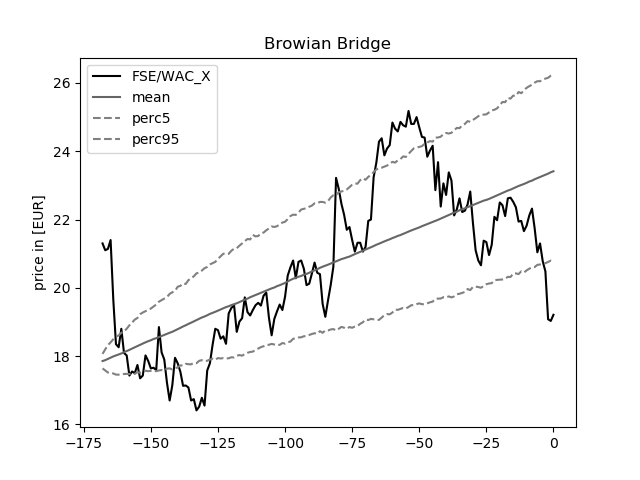 Browian Bridge
FSE/WAC_X
mean
perc5
perc95
price in [EUR]
26
24
22
20
18
16
−175 −150 −125 −100 −75 −50 −25 0